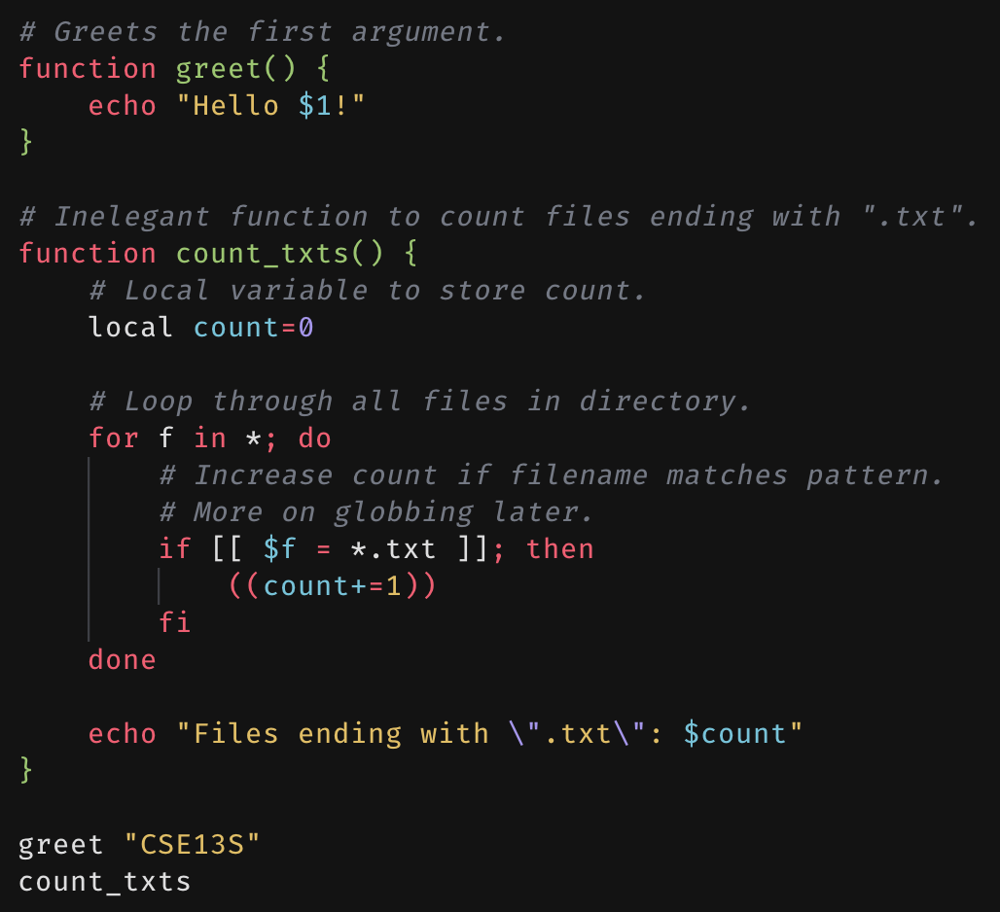 # Greets the first argument.
function greet() {
    echo "Hello $1!"
}

# Inelegant function to count files ending with ".txt".
function count_txts() {
    # Local variable to store count.
    local count=0

    # Loop through all files in directory.
    for f in *; do
        # Increase count if filename matches pattern.
        # More on globbing later.
        if [[ $f = *.txt ]]; then
            ((count+=1))
        fi
    done

    echo "Files ending with \".txt\": $count"
}

greet "CSE13S"
count_txts